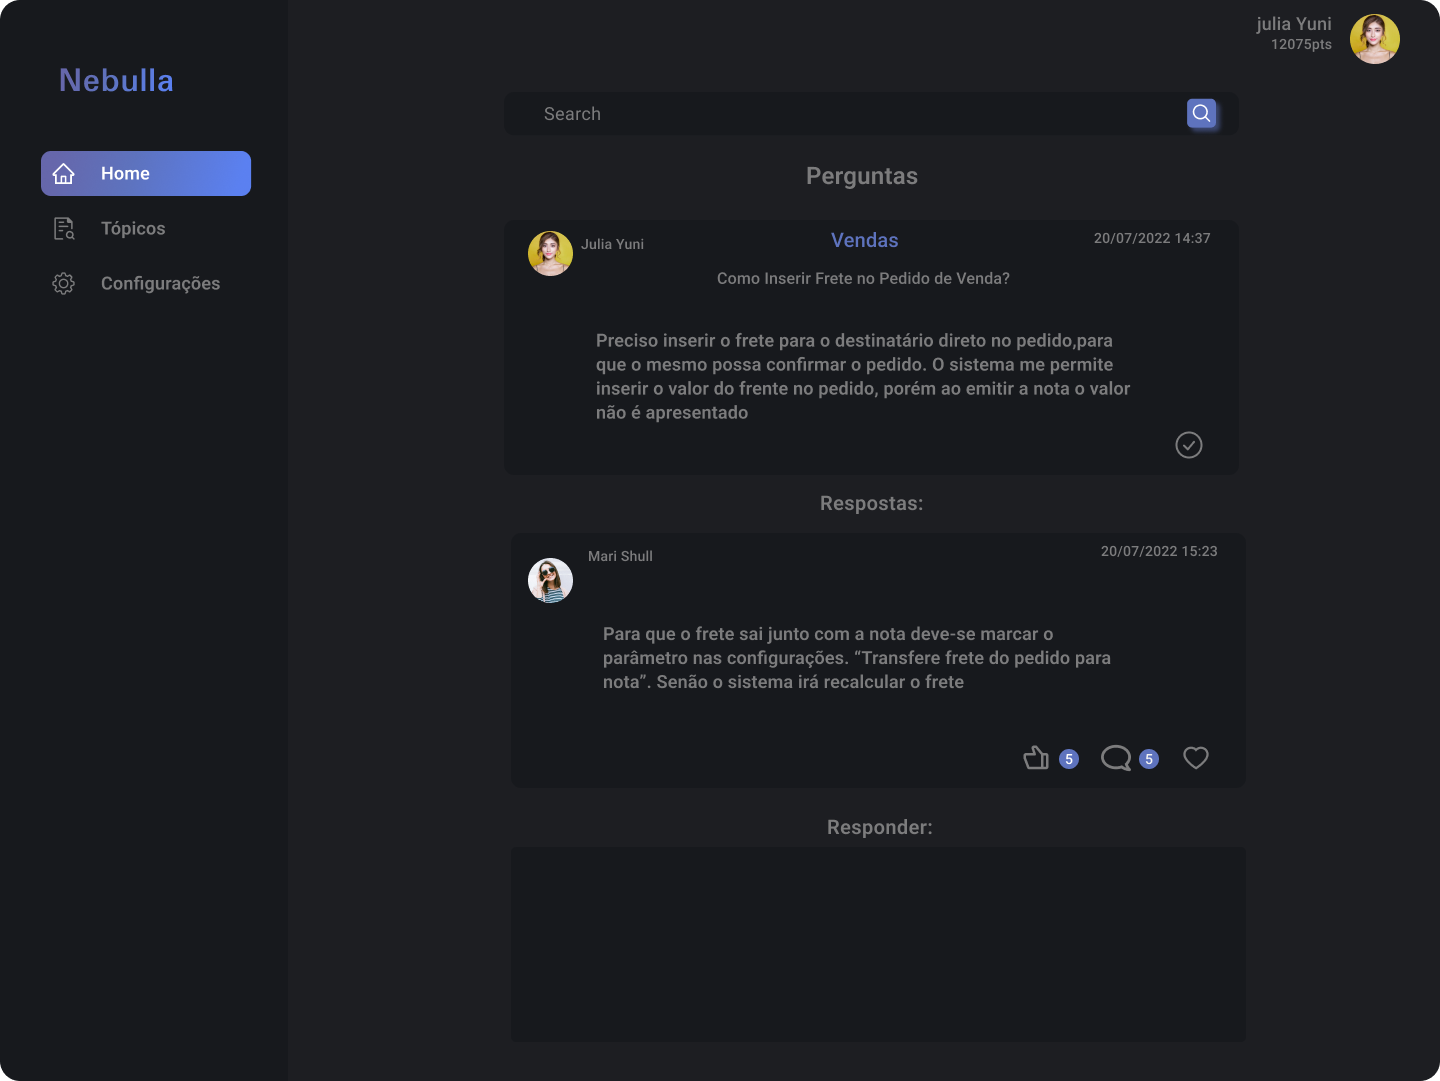 julia Yuni
12075pts
Nebulla
Home
Tópicos
Configurações
Search
Perguntas
Julia Yuni
Vendas
20/07/2022 14:37
Como Inserir Frete no Pedido de Venda?
Preciso inserir o frete para o destinatário direto no pedido,para
que o mesmo possa confirmar o pedido. O sistema me permite
inserir o valor do frente no pedido, porém ao emitir a nota o valor
não é apresentado
Respostas:
Mari Shull
20/07/2022 15:23
Para que o frete sai junto com a nota deve-se marcar o
parâmetro nas configurações. “Transfere frete do pedido para
nota”. Senão o sistema irá recalcular o frete
5
5
Responder: